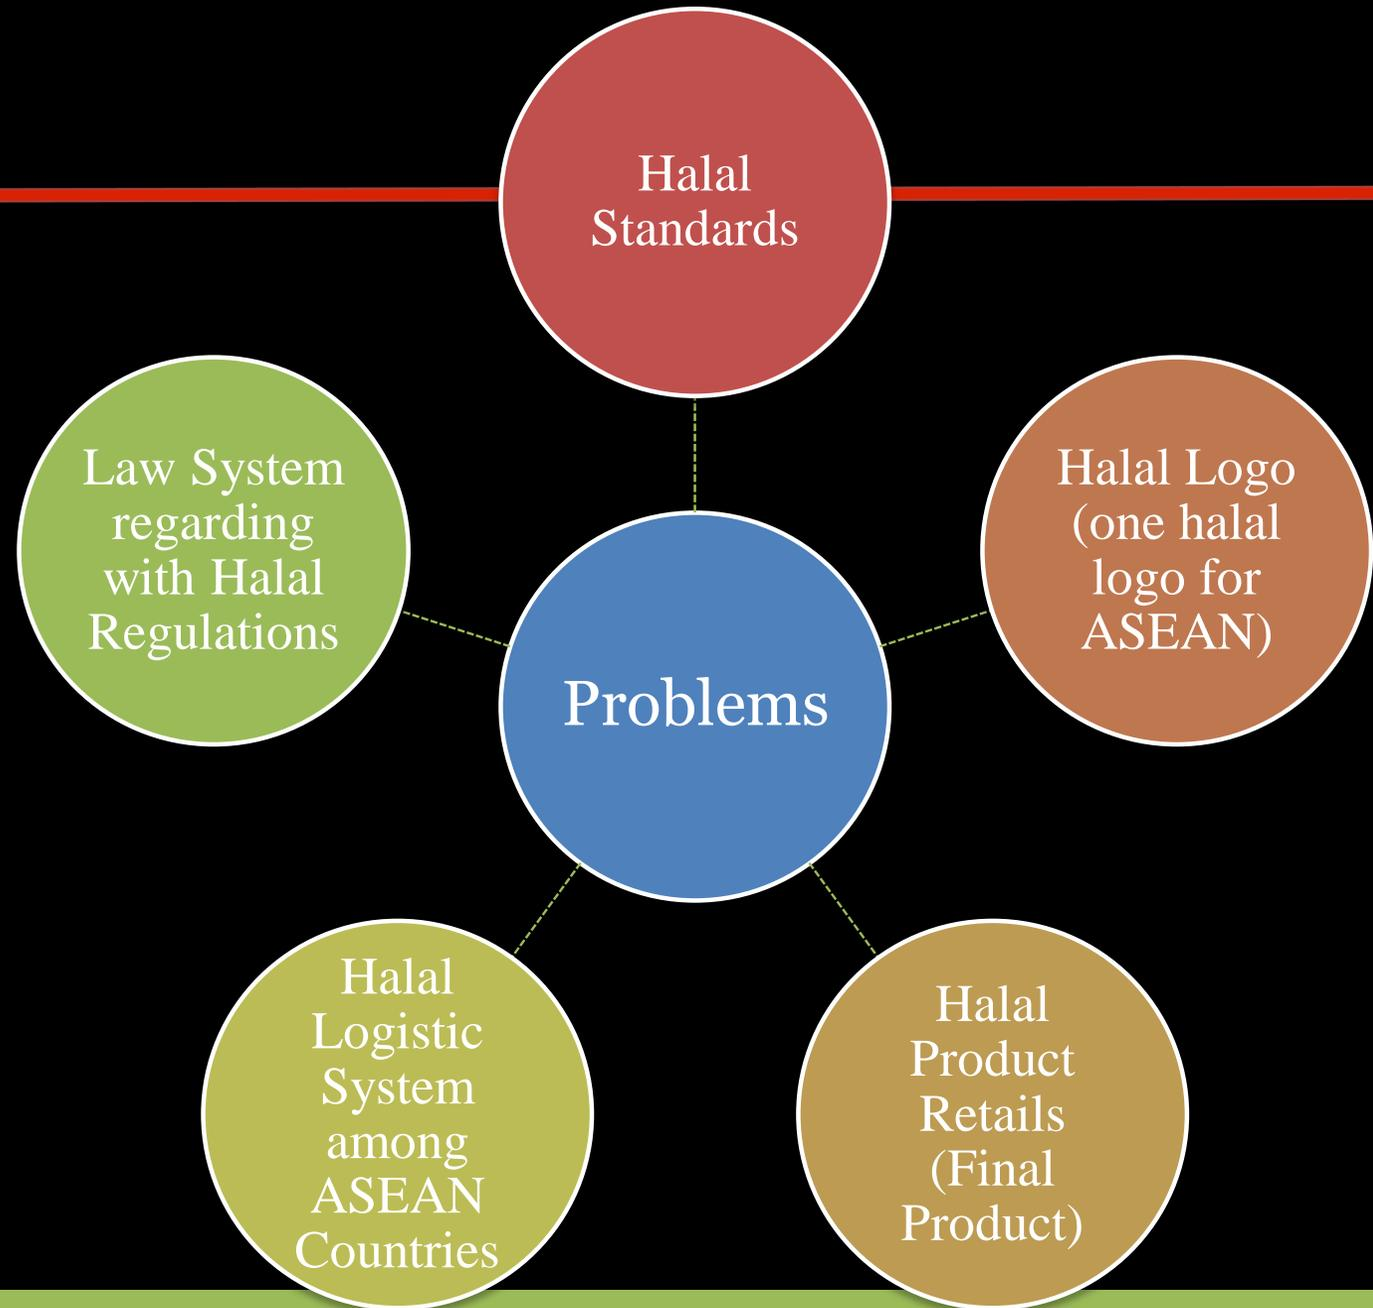 Halal
Standards
Law System
regarding
with Halal
Regulations
Halal Logo
(one halal
logo for
ASEAN)
Problems
Halal
Logistic
System
among
ASEAN
Countries
Halal
Product
Retails
(Final
Product)